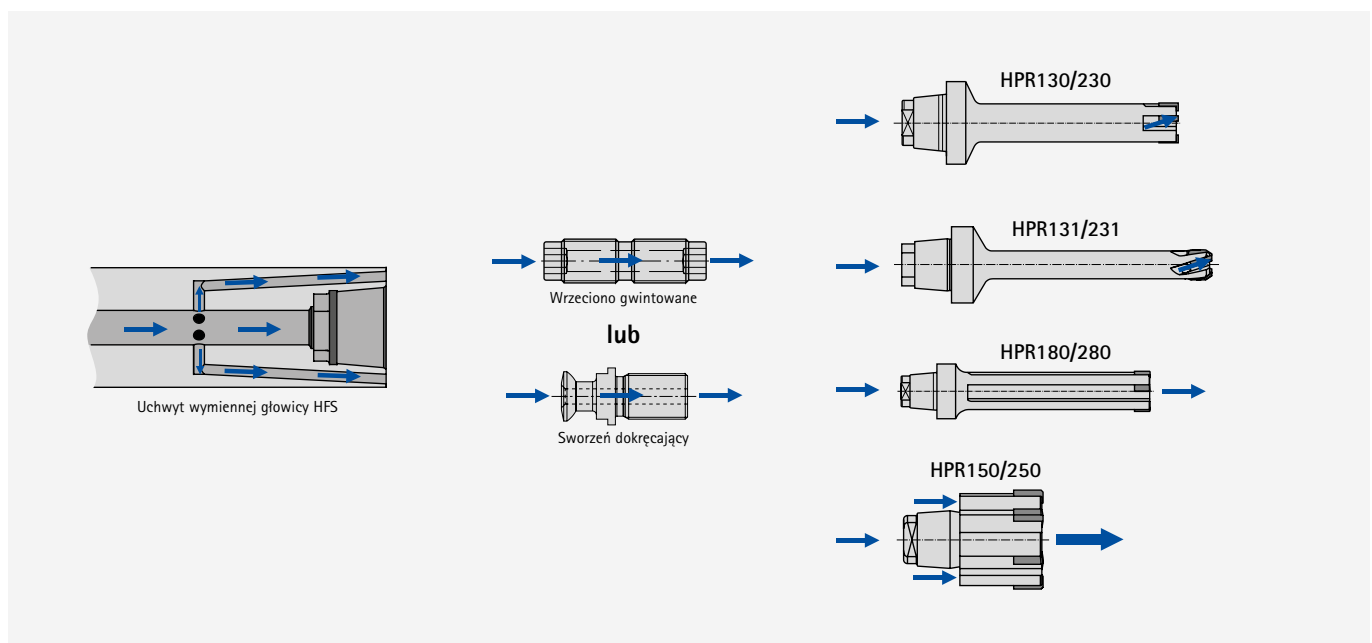 Uchwyt wymiennej głowicy HFS
Wrzeciono gwintowane
lub
Sworzeń dokręcający
HPR130/230
HPR131/231
HPR180/280
HPR150/250